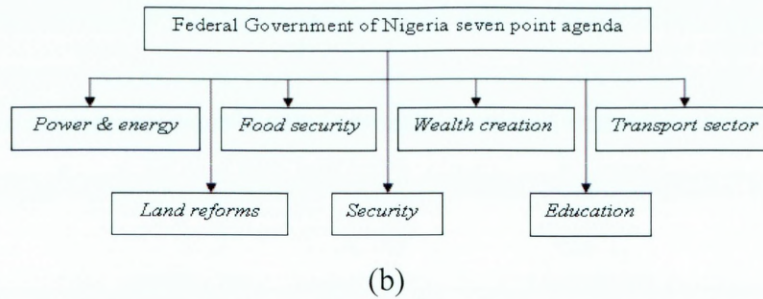 Federal Government of Nigeria seven point agenda
Power & energy
Food security
Wealth creation
Transport sector
Land reforms
Security
Education
(b)